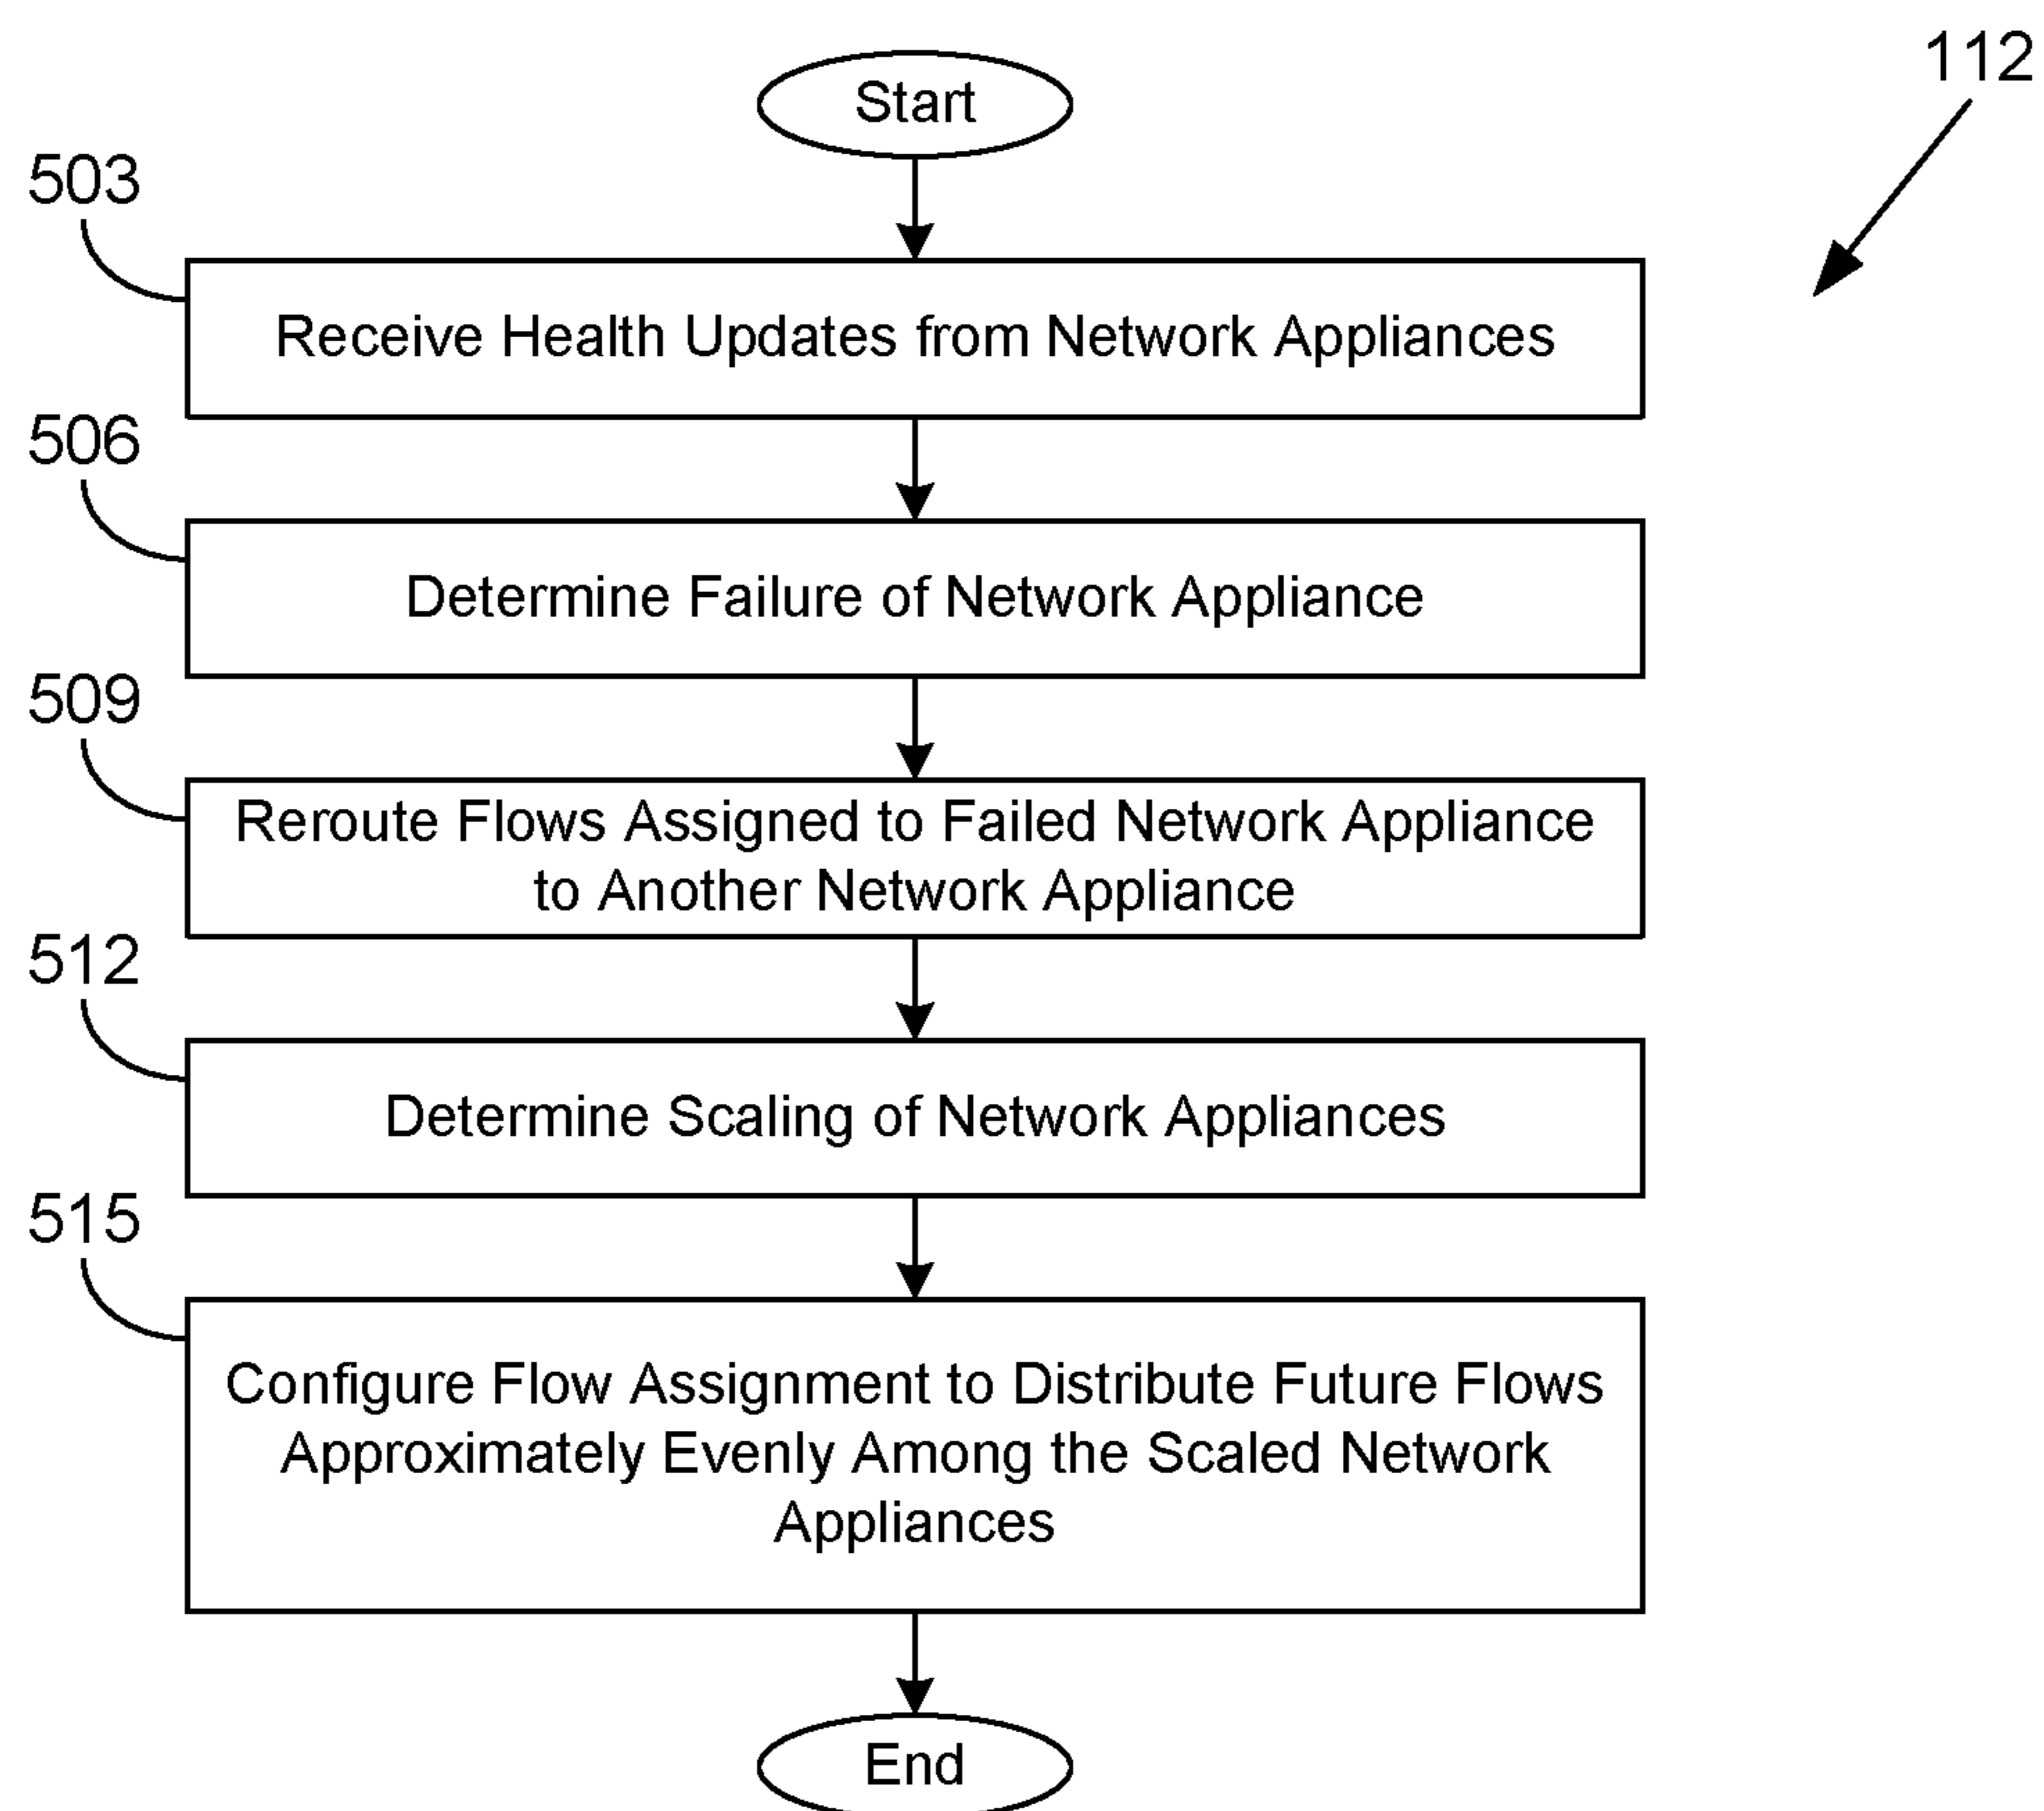 112
Start
503
Receive Health Updates from Network Appliances
506
Determine Failure of Network Appliance
509
Reroute Flows Assigned to Failed Network Appliance
to Another Network Appliance
512
Determine Scaling of Network Appliances
515
Configure Flow Assignment to Distribute Future Flows
Approximately Evenly Among the Scaled Network
Appliances
End